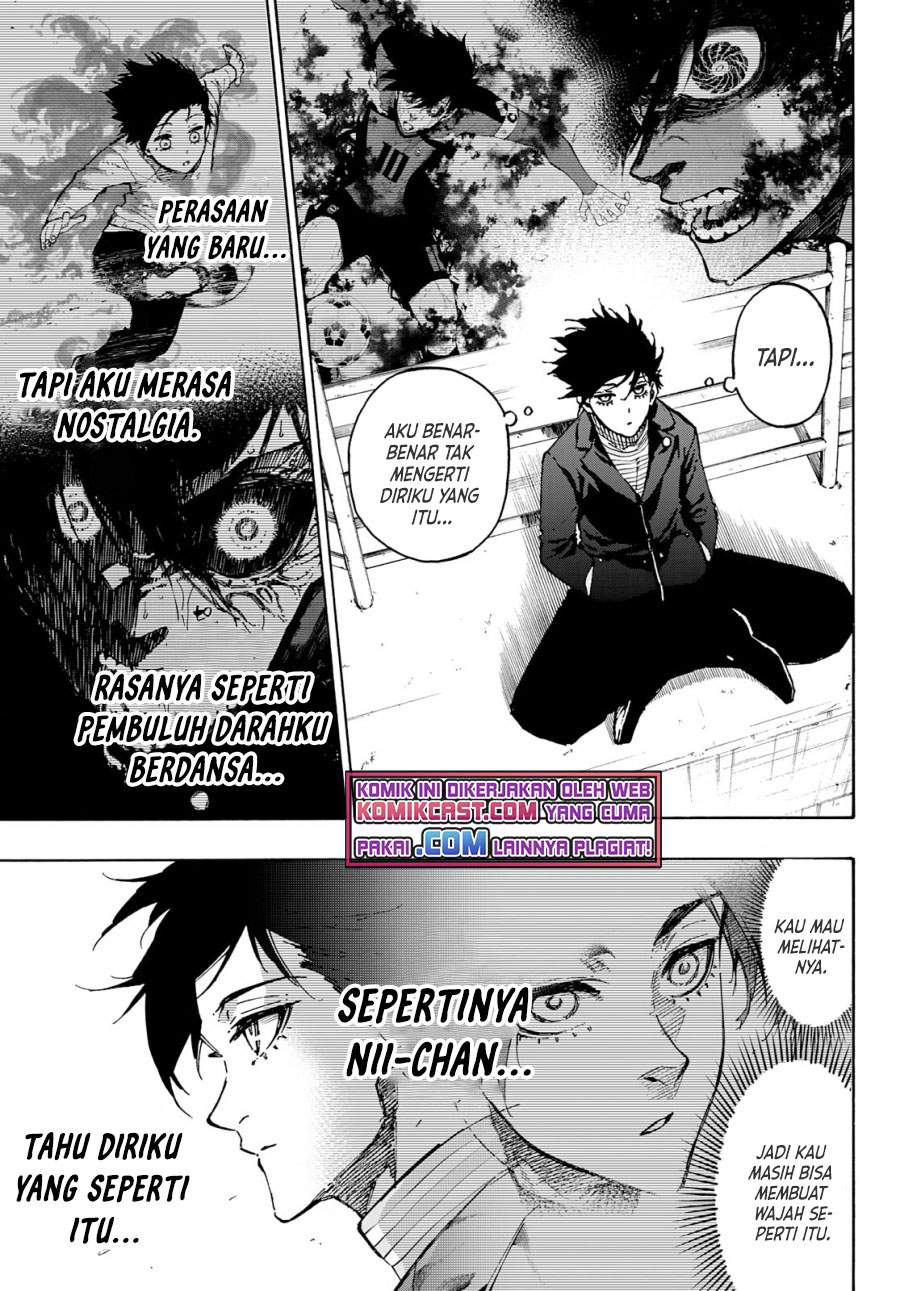 TAPI...
AKU BENAR-
BENAR TAK
MENGERTI
DIRIKU YANG
ITU...
PERASAAN
YANG BARU...
TAPI AKU MERASA
NOSTALGIA.
RASANYA SEPERTI
PEMBULUH DARAHKU
BERDANSA...
10
KOMIK INI DIKERJAKAN OLEH WEB
KOMIKCAST.COM YANG CUMA
PAKAI .COM LAINNYA PLAGIAT!
KAU MAU
MELIHAT-
NYA.
JADI KAU
MASIH BISA
MEMBUAT
WAJAH SE-
PERTI ITU.
SEPERTINYA
NII-CHAN...
TAHU DIRIKU
YANG SEPERTI
ITU...